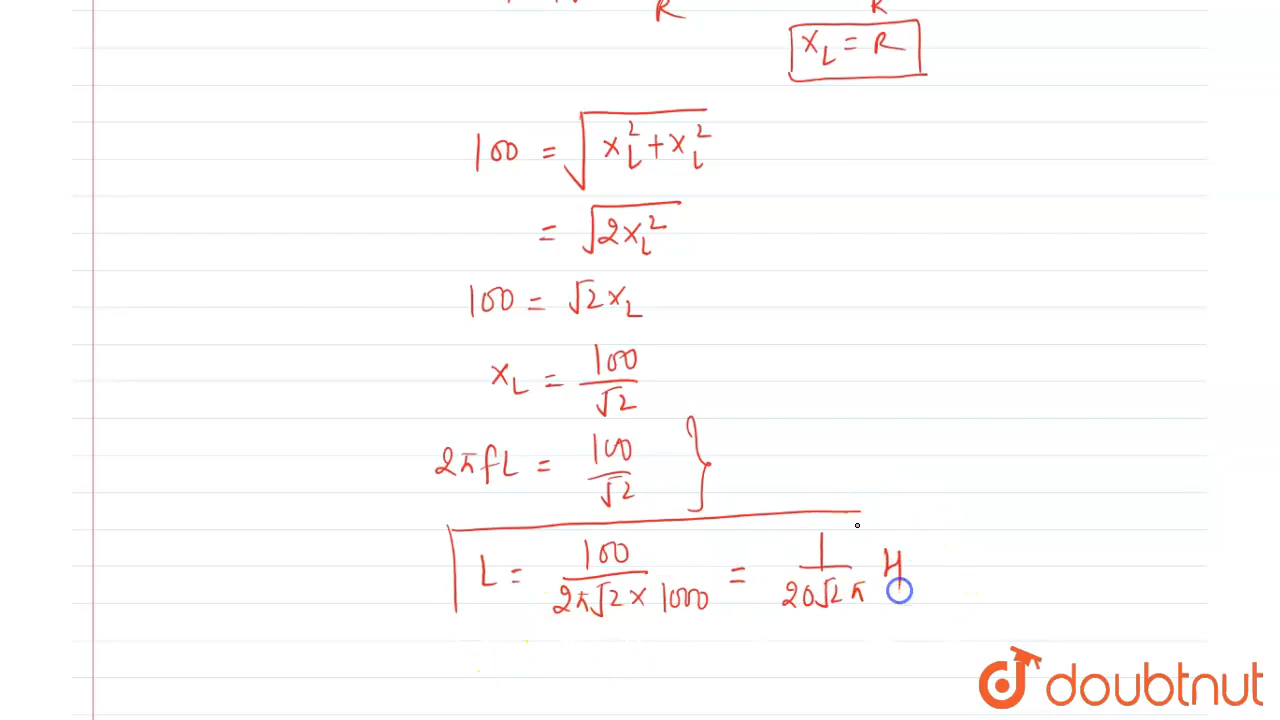 R
R
X_L = R
100 = √(X_L² + X_L²)
= √(2X_L²)
100 = √2 X_L
X_L = 100/√2
2πfL = 100/√2 }
L = 100/(2π√2 × 1000) = 1/(20√2 π) H
doubtnut